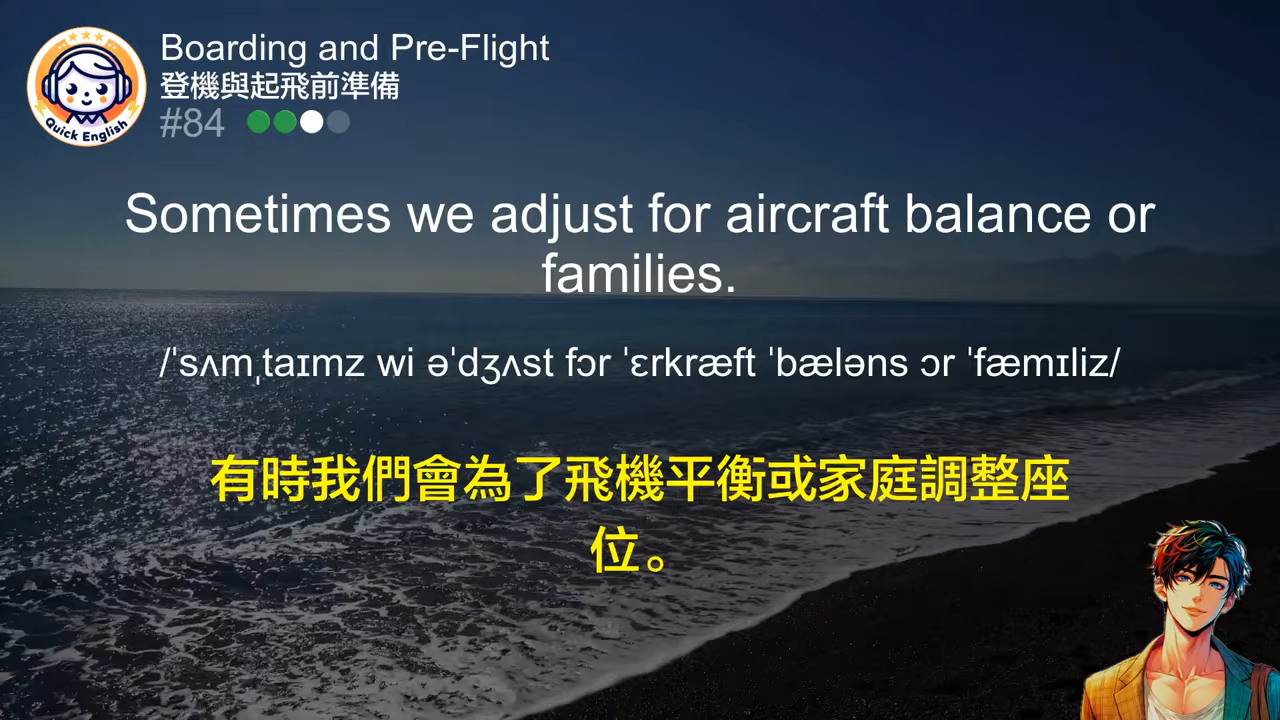 Boarding and Pre-Flight
登機與起飛前準備
#84
Quick English
Sometimes we adjust for aircraft balance or
families.
/ˈsʌmˌtaɪmz wi əˈdʒʌst fɔr ˈɛrkræft ˈbæləns ɔr ˈfæmɪliz/
有時我們會為了飛機平衡或家庭調整座
位。